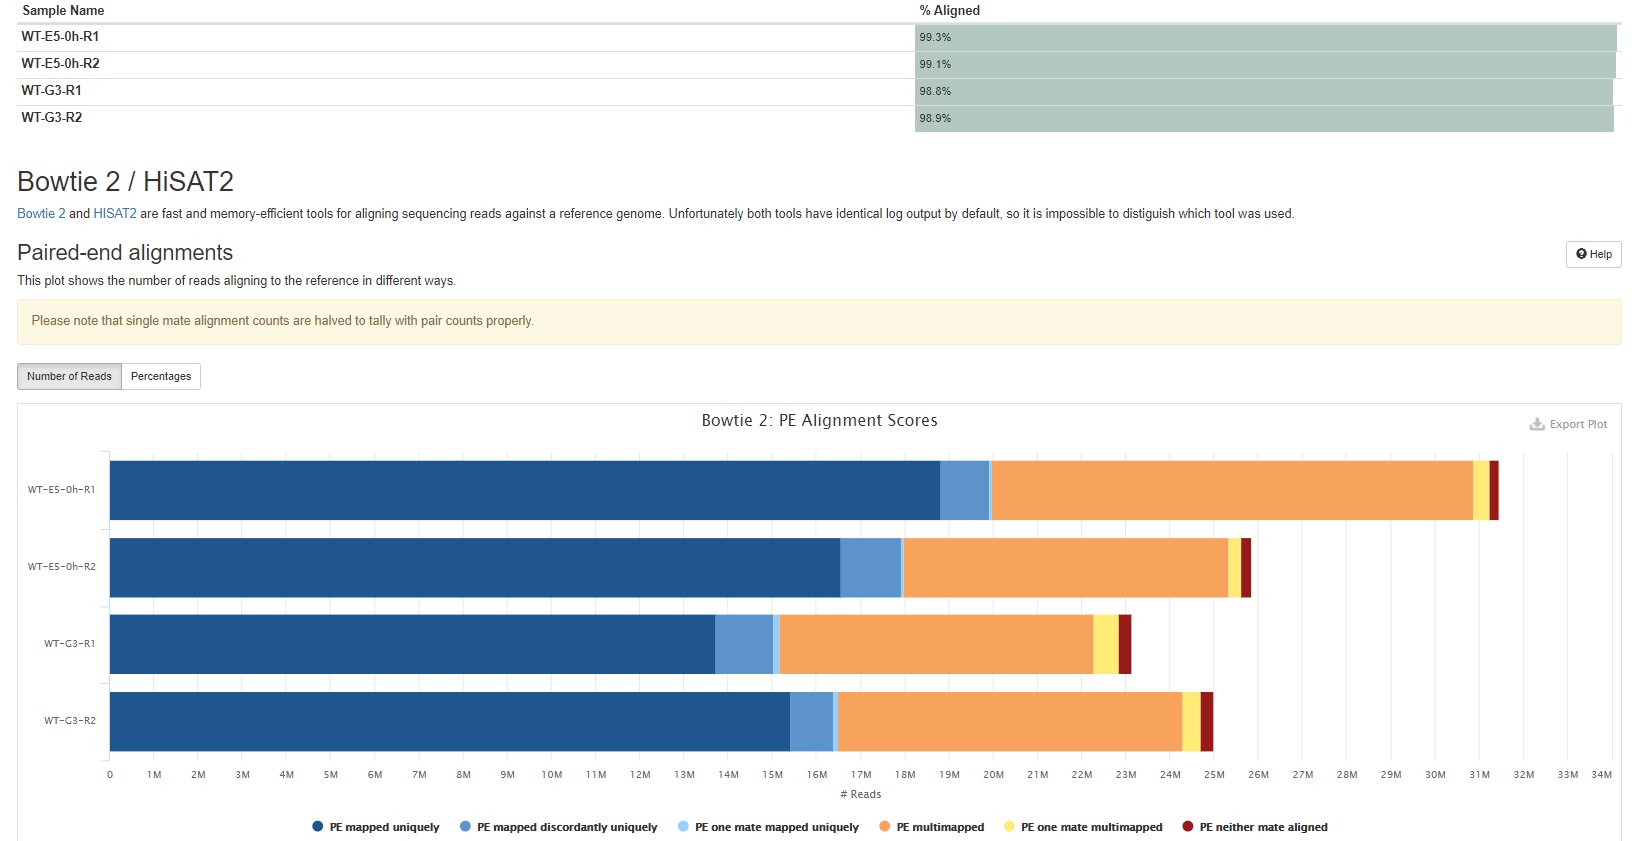 Sample Name % Aligned
WT-E5-0h-R1 99.3%
WT-E5-0h-R2 99.1%
WT-G3-R1 98.8%
WT-G3-R2 98.9%
Bowtie 2 / HiSAT2
Bowtie 2 and HISAT2 are fast and memory-efficient tools for aligning sequencing reads against a reference genome. Unfortunately both tools have identical log output by default, so it is impossible to distiguish which tool was used.
Paired-end alignments
Help
This plot shows the number of reads aligning to the reference in different ways.
Please note that single mate alignment counts are halved to tally with pair counts properly.
Number of Reads Percentages
Bowtie 2: PE Alignment Scores
Export Plot
WT-E5-0h-R1
WT-E5-0h-R2
WT-G3-R1
WT-G3-R2
0 1M 2M 3M 4M 5M 6M 7M 8M 9M 10M 11M 12M 13M 14M 15M 16M 17M 18M 19M 20M 21M 22M 23M 24M 25M 26M 27M 28M 29M 30M 31M 32M 33M 34M
# Reads
PE mapped uniquely PE mapped discordantly uniquely PE one mate mapped uniquely PE multimapped PE one mate multimapped PE neither mate aligned